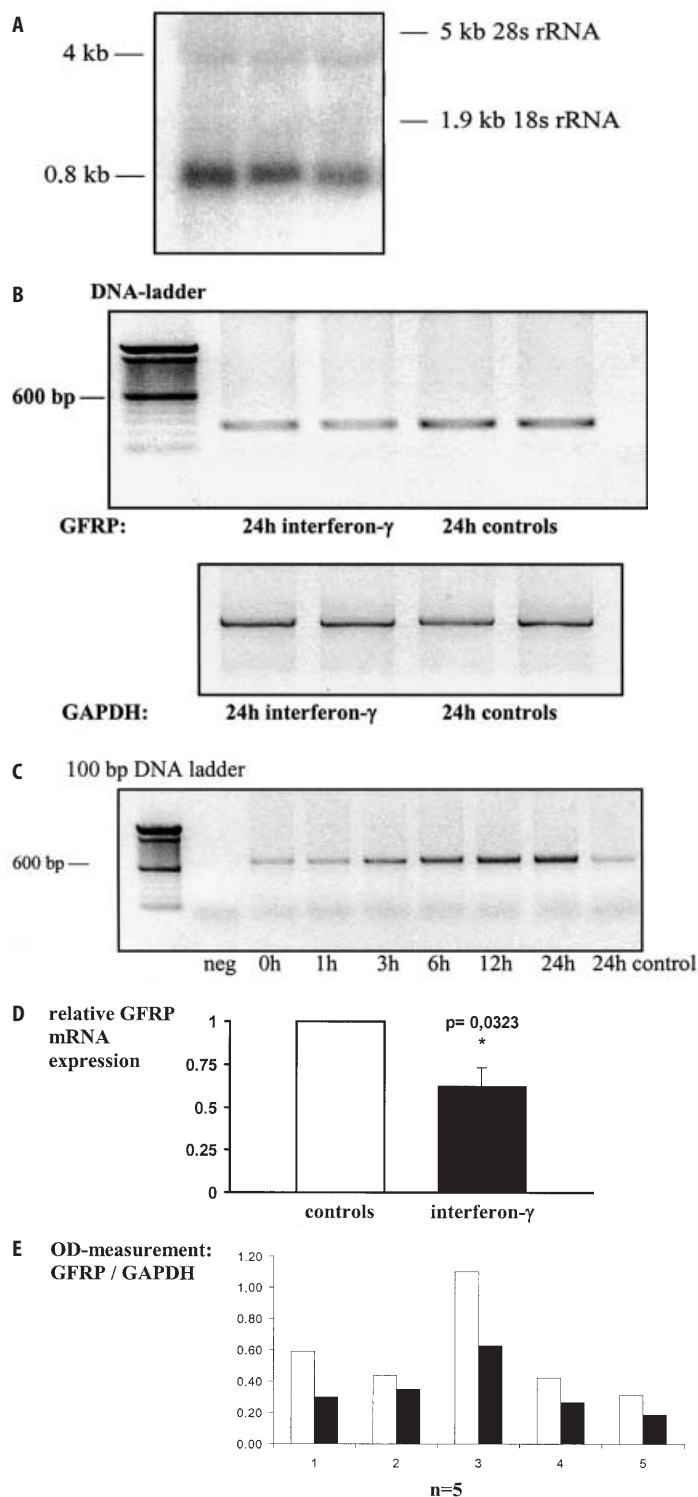 A
4 kb
5 kb 28s rRNA
1.9 kb 18s rRNA
0.8 kb
B
DNA-ladder
600 bp
GFRP: 24h interferon-γ 24h controls
GAPDH: 24h interferon-γ 24h controls
C 100 bp DNA ladder
600 bp
neg 0h 1h 3h 6h 12h 24h 24h control
D relative GFRP
mRNA
expression
1
0.75
0.5
0.25
0
p= 0,0323
*
controls interferon-γ
E OD-measurement:
GFRP / GAPDH
1.20
1.00
0.80
0.60
0.40
0.20
0.00
1 2 3 4 5
n=5